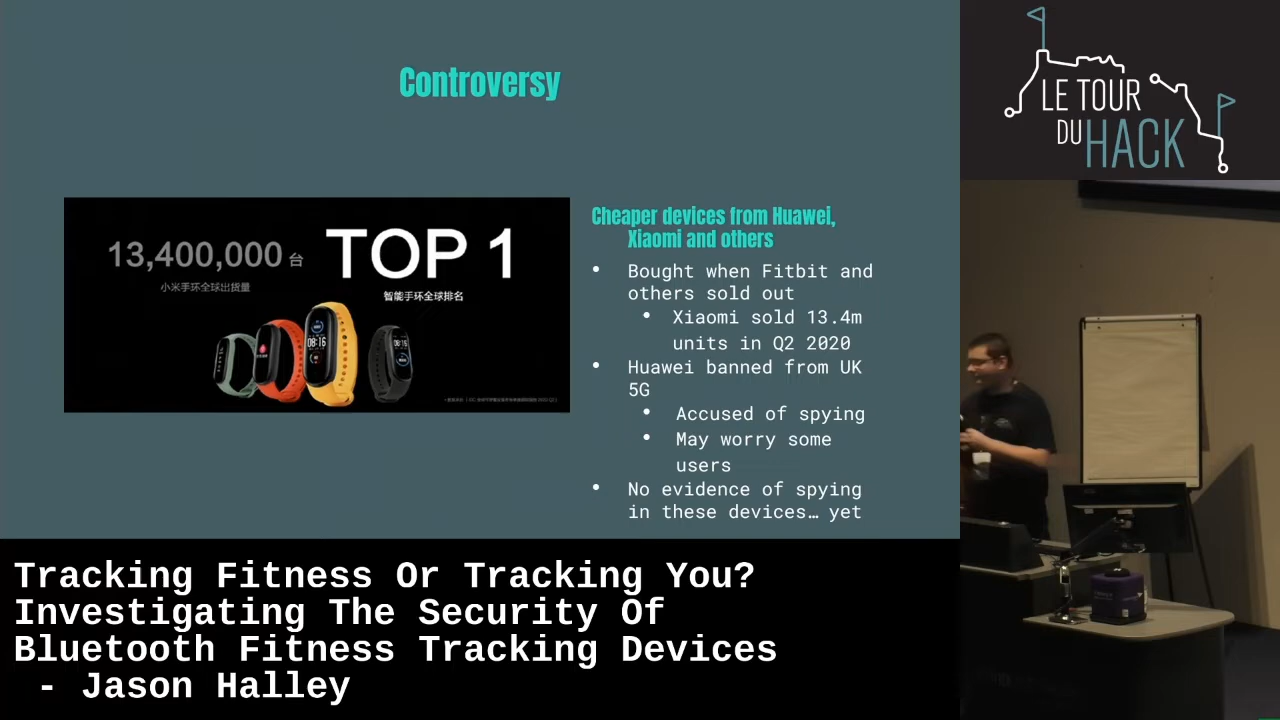 Controversy
LE TOUR
DU HACK
13,400,000 台
TOP 1
小米手环全球出货量
智能手环全球排名
Cheaper devices from Huawei,
Xiaomi and others
• Bought when Fitbit and
others sold out
• Xiaomi sold 13.4m
units in Q2 2020
• Huawei banned from UK
5G
• Accused of spying
• May worry some
users
• No evidence of spying
in these devices… yet
08:16
Tracking Fitness Or Tracking You?
Investigating The Security Of
Bluetooth Fitness Tracking Devices
- Jason Halley